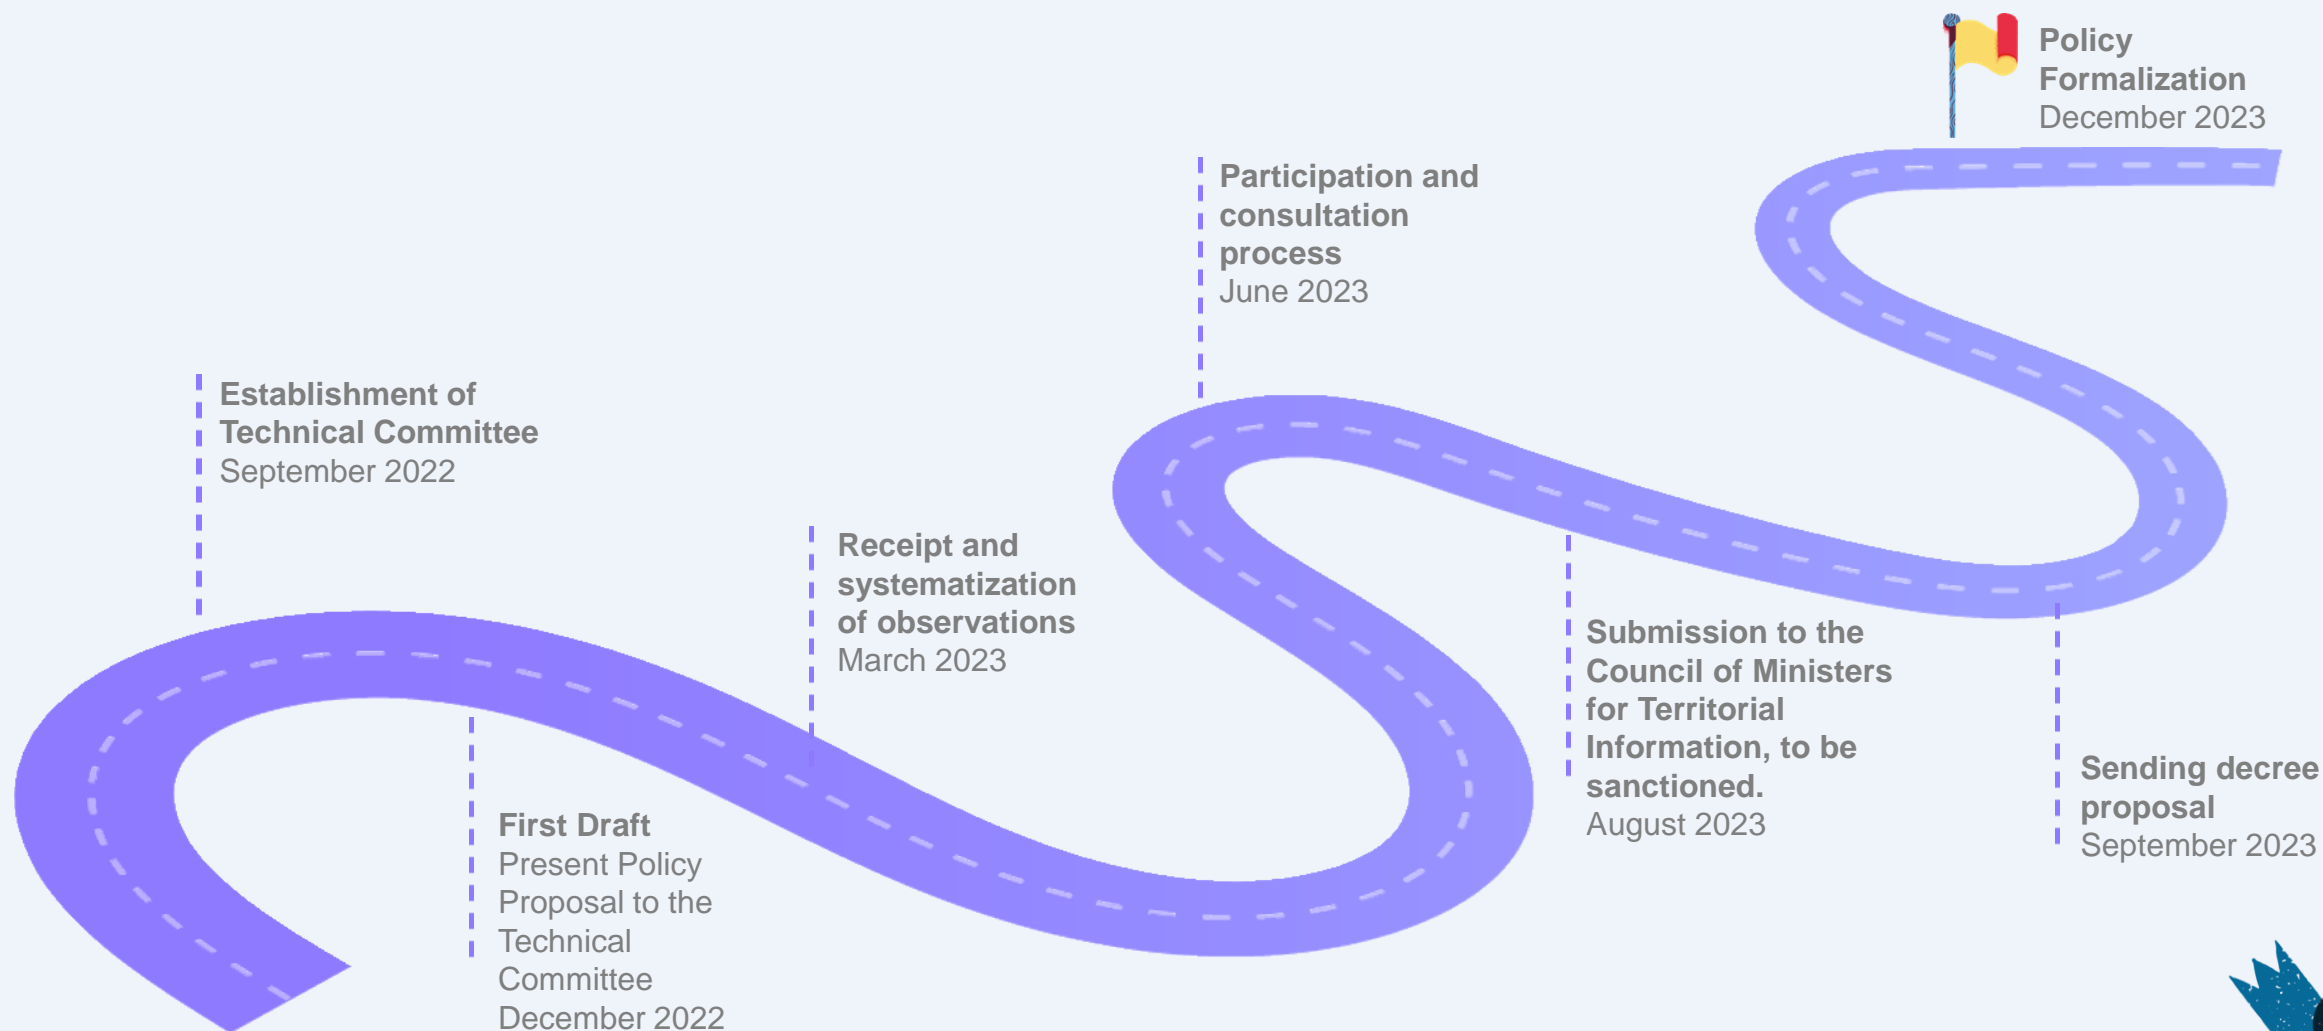 Establishment of
Technical Committee
September 2022
First Draft
Present Policy
Proposal to the
Technical
Committee
December 2022
Receipt and
systematization
of observations
March 2023
Participation and
consultation
process
June 2023
Submission to the
Council of Ministers
for Territorial
Information, to be
sanctioned.
August 2023
Sending decree
proposal
September 2023
Policy
Formalization
December 2023